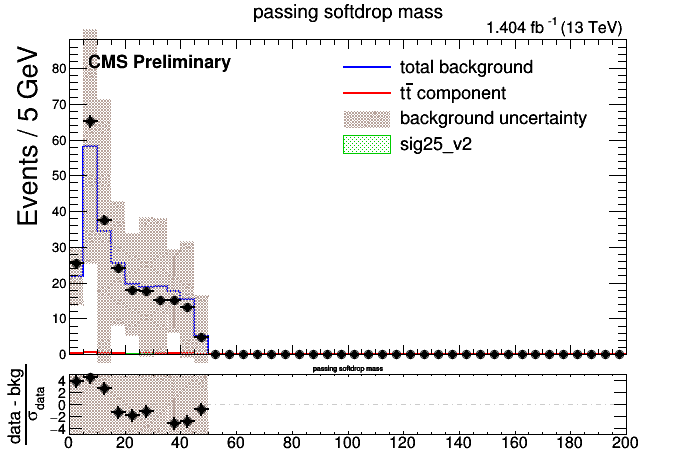 passing softdrop mass
1.404 fb⁻¹ (13 TeV)
CMS Preliminary
total background
tt̄ component
background uncertainty
sig25_v2
Events / 5 GeV
80
70
60
50
40
30
20
10
0
passing softdrop mass
data - bkg
σ data
4
2
0
−2
−4
0 20 40 60 80 100 120 140 160 180 200